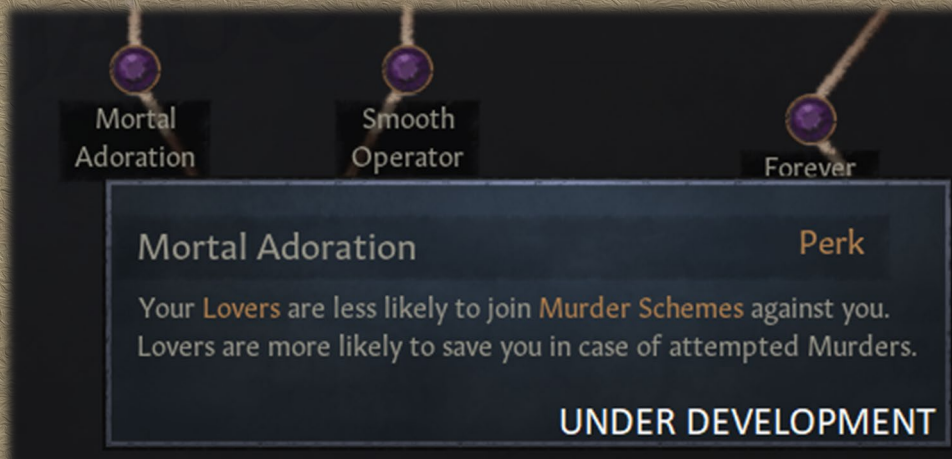 Mortal
Adoration
Smooth
Operator
Forever
Mortal Adoration
Perk
Your Lovers are less likely to join Murder Schemes against you.
Lovers are more likely to save you in case of attempted Murders.
UNDER DEVELOPMENT